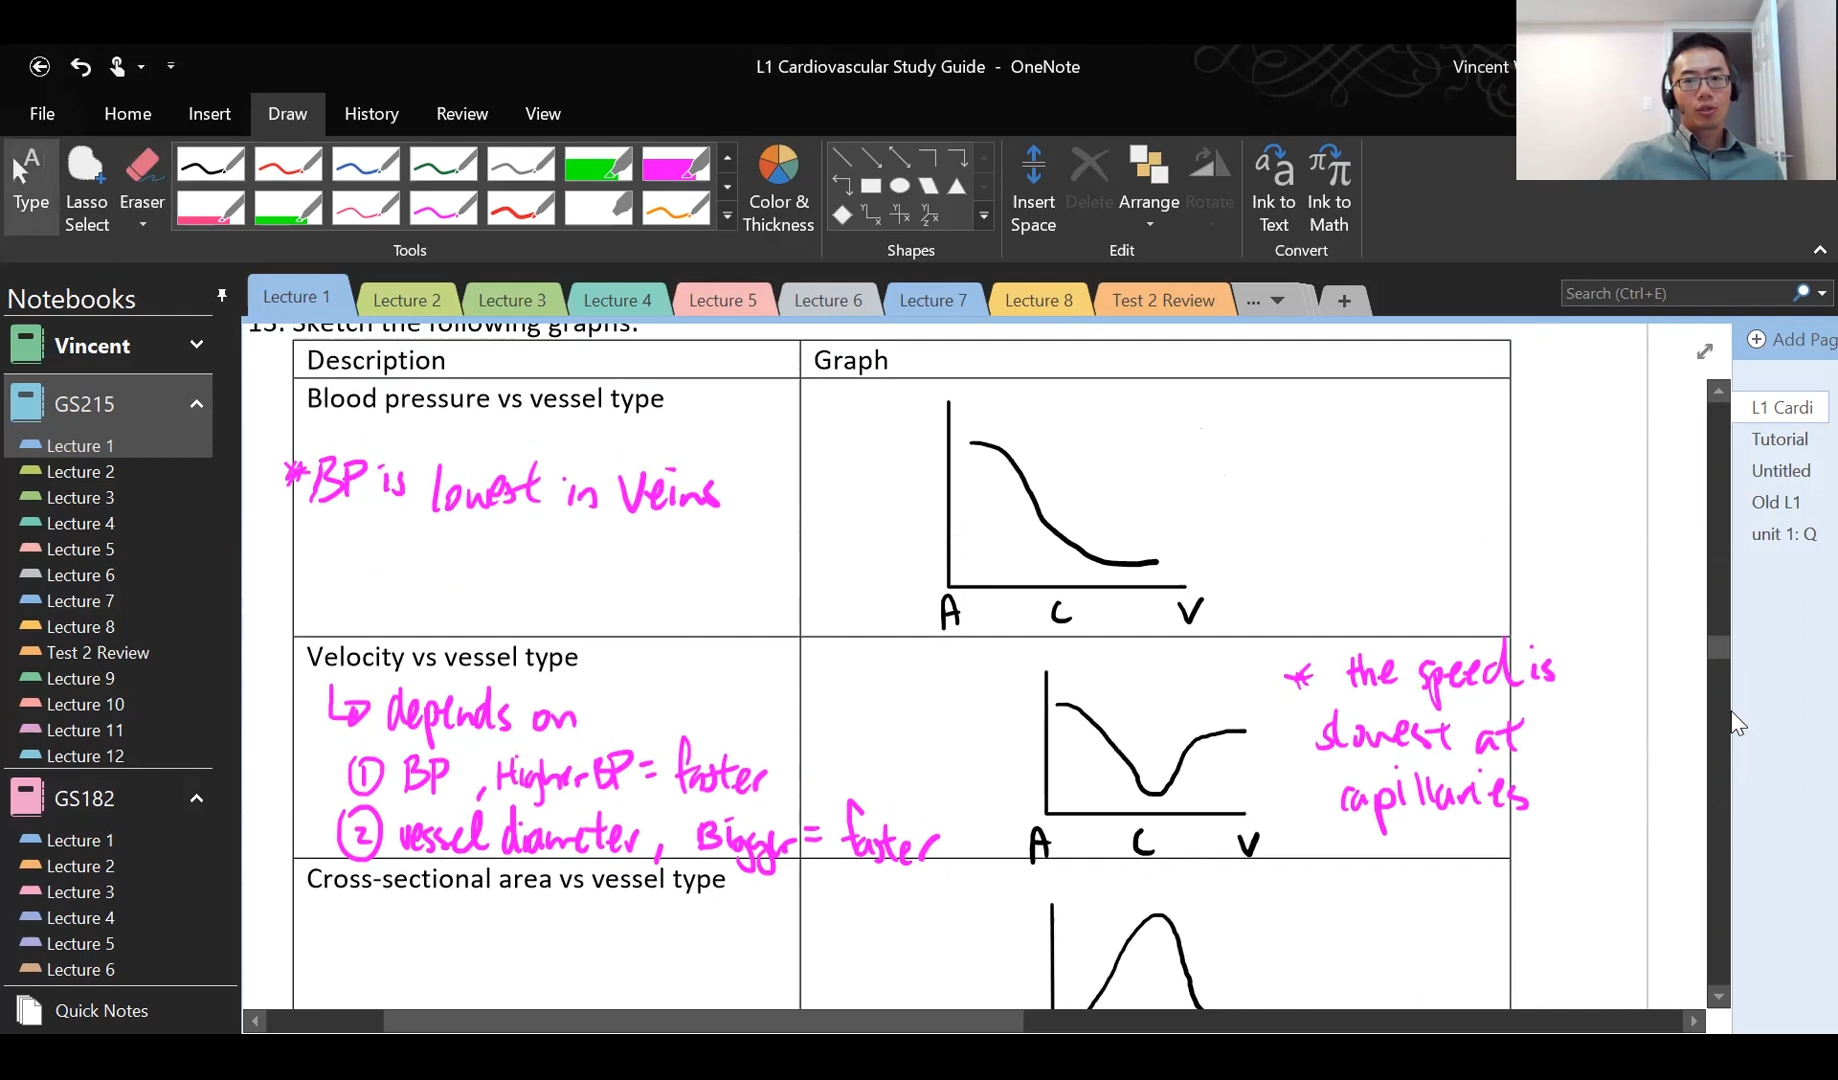 L1 Cardiovascular Study Guide - OneNote
Vincent
File
Home
Insert
Draw
History
Review
View
Type
Lasso Select
Eraser
Color & Thickness
Insert Space
Delete
Arrange
Rotate
Ink to Text
Ink to Math
Tools
Shapes
Edit
Convert
Notebooks
Lecture 1
Lecture 2
Lecture 3
Lecture 4
Lecture 5
Lecture 6
Lecture 7
Lecture 8
Test 2 Review
...
Search (Ctrl+E)
Vincent
GS215
Lecture 1
Lecture 2
Lecture 3
Lecture 4
Lecture 5
Lecture 6
Lecture 7
Lecture 8
Test 2 Review
Lecture 9
Lecture 10
Lecture 11
Lecture 12
GS182
Lecture 1
Lecture 2
Lecture 3
Lecture 4
Lecture 5
Lecture 6
Quick Notes
Sketch the following graphs:
Description
Graph
Blood pressure vs vessel type
*BP is lowest in veins
A C V
Velocity vs vessel type
↳ depends on
① BP, Higher BP = faster
② vessel diameter, Bigger = faster
* the speed is
slowest at
capillaries
A C V
Cross-sectional area vs vessel type
Add Pag
L1 Cardi
Tutorial
Untitled
Old L1
unit 1: Q